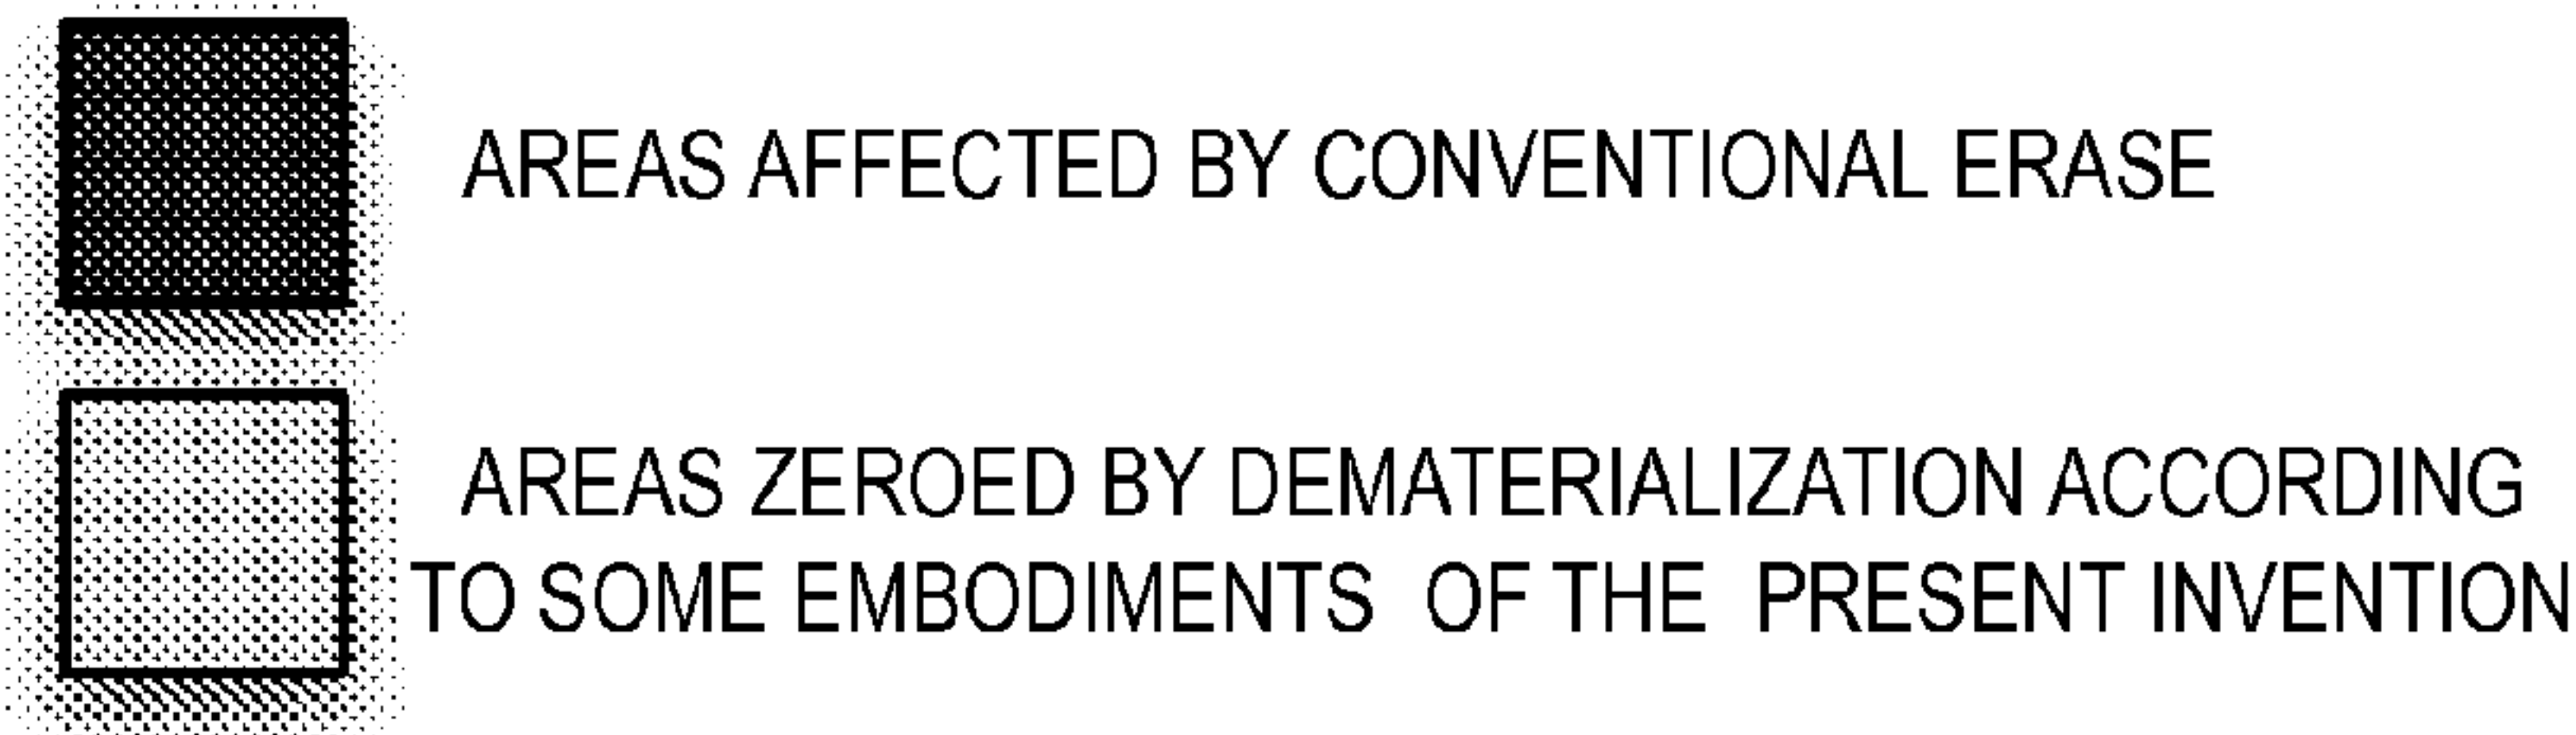 AREAS AFFECTED BY CONVENTIONAL ERASE
AREAS ZEROED BY DEMATERIALIZATION ACCORDING
TO SOME EMBODIMENTS OF THE PRESENT INVENTION